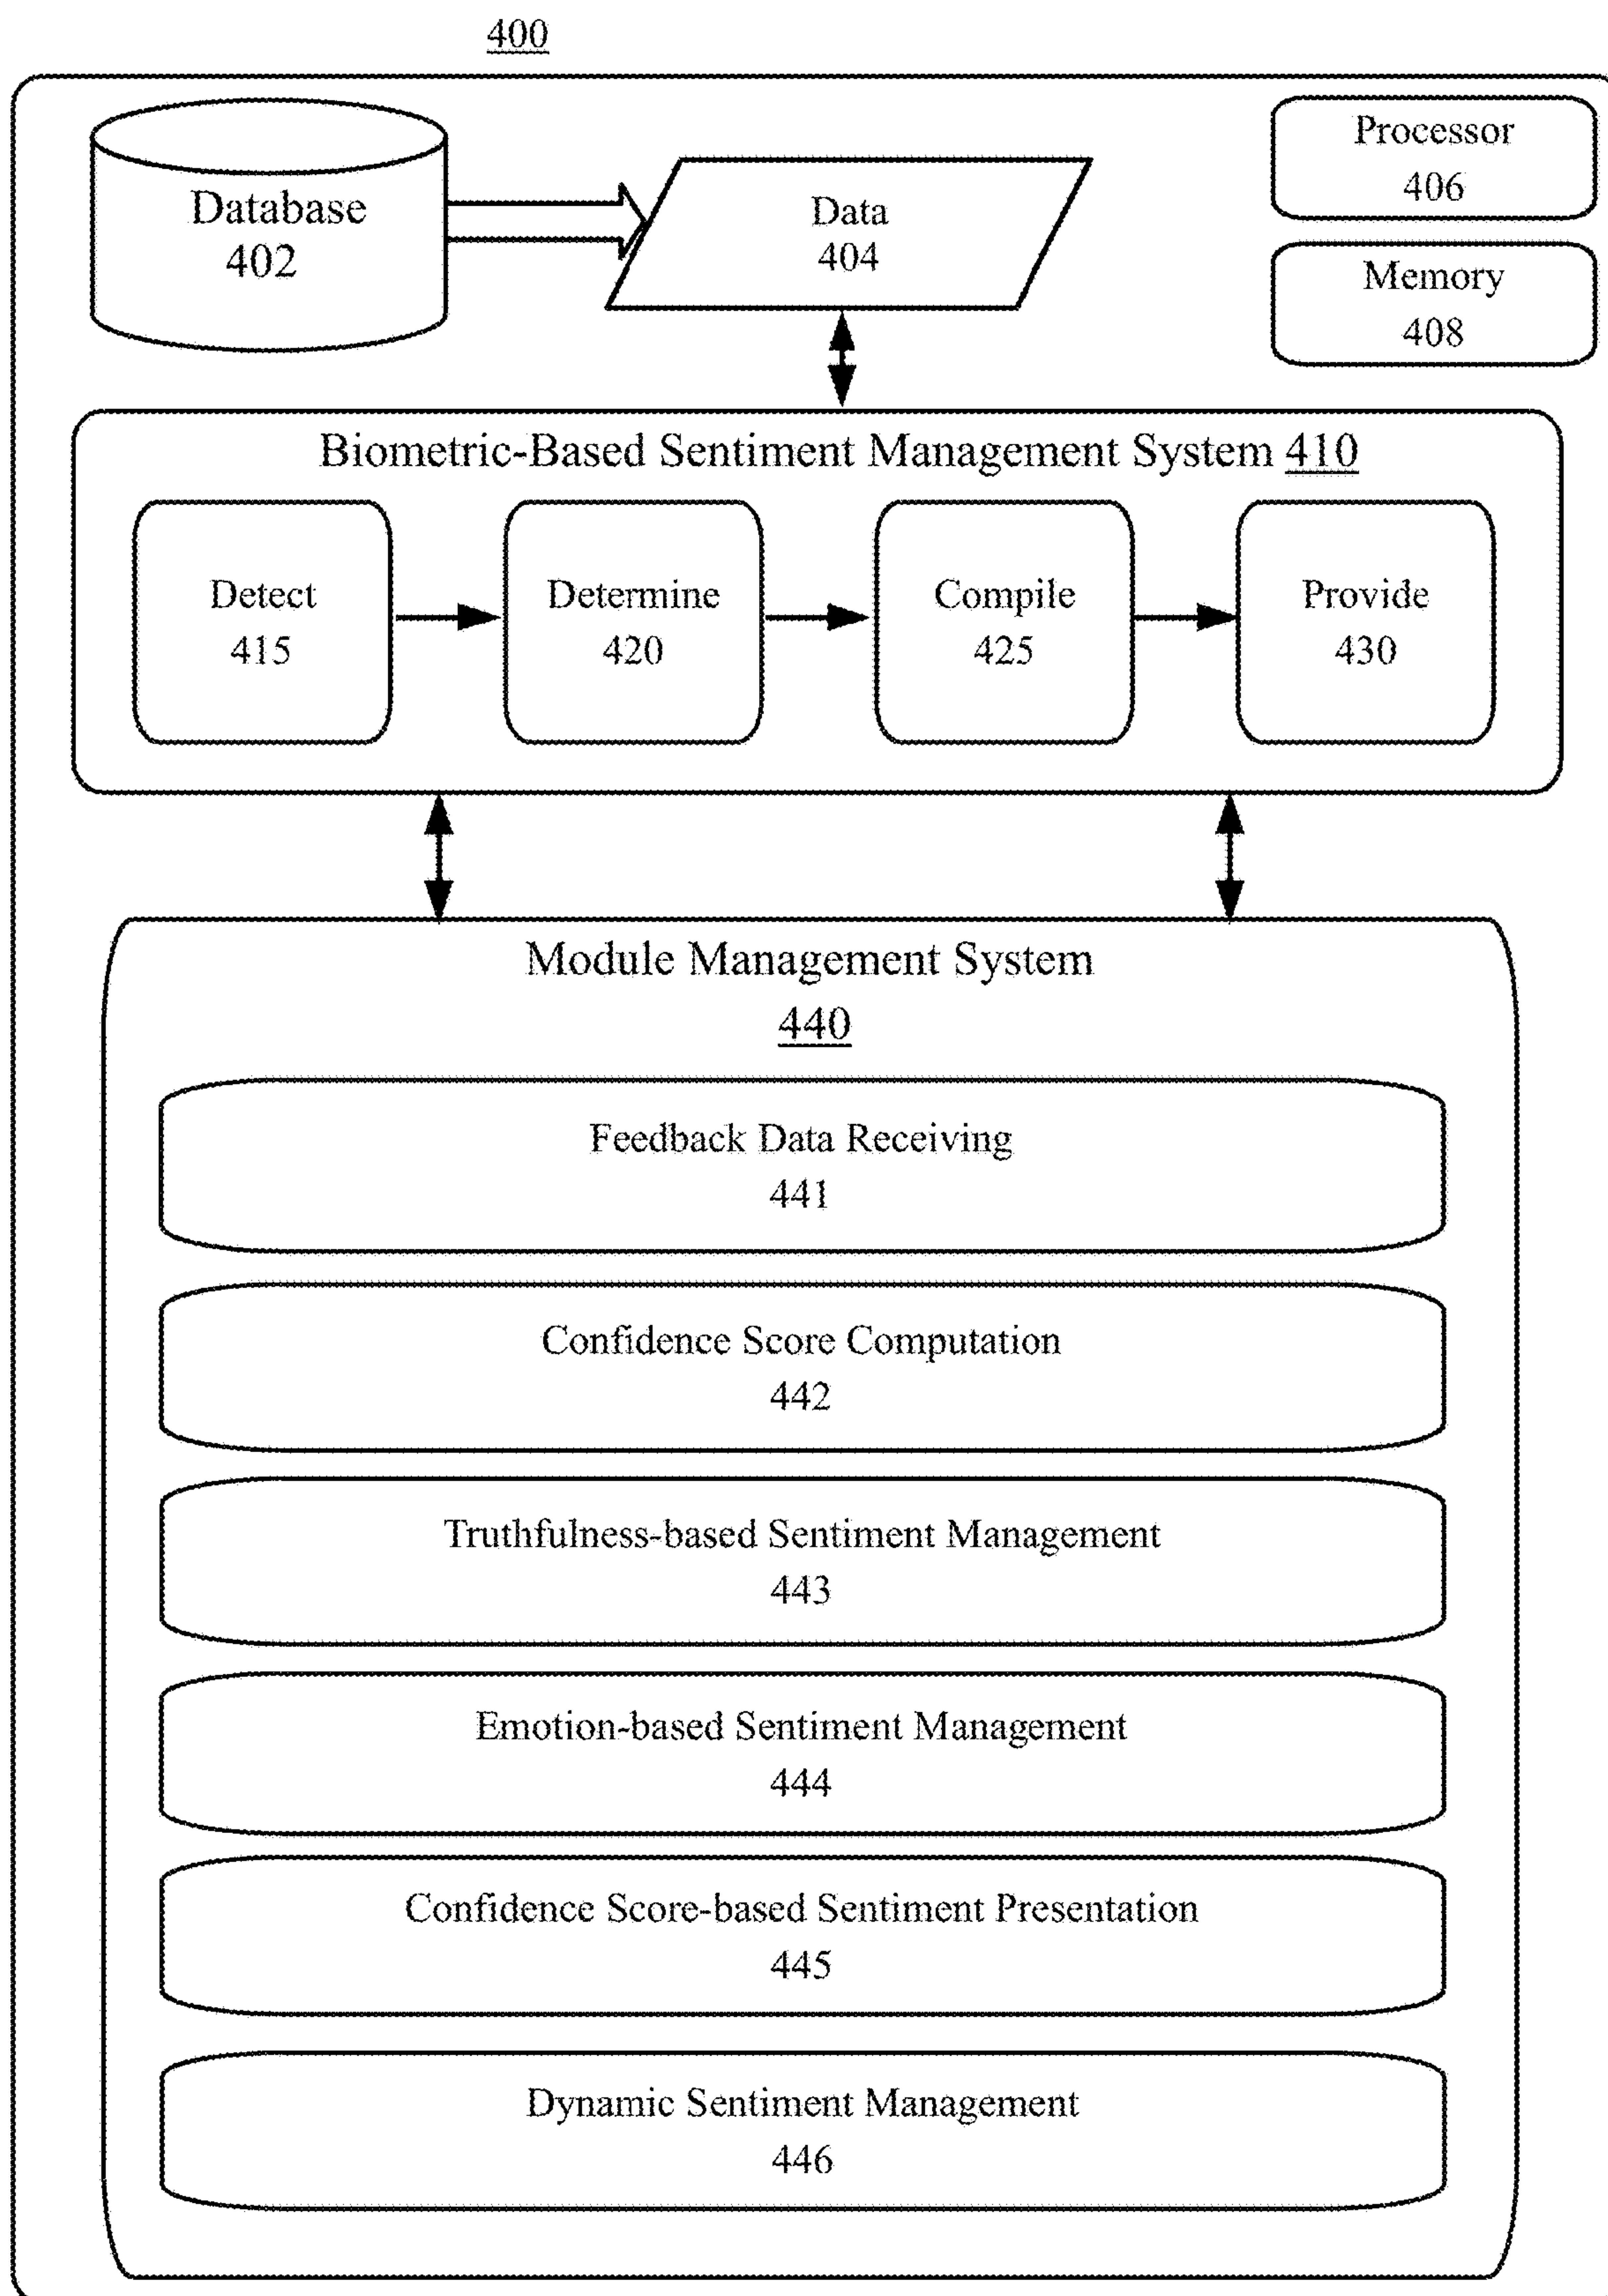 400
Database
402
Data
404
Processor
406
Memory
408
Biometric-Based Sentiment Management System 410
Detect
415
Determine
420
Compile
425
Provide
430
Module Management System
440
Feedback Data Receiving
441
Confidence Score Computation
442
Truthfulness-based Sentiment Management
443
Emotion-based Sentiment Management
444
Confidence Score-based Sentiment Presentation
445
Dynamic Sentiment Management
446